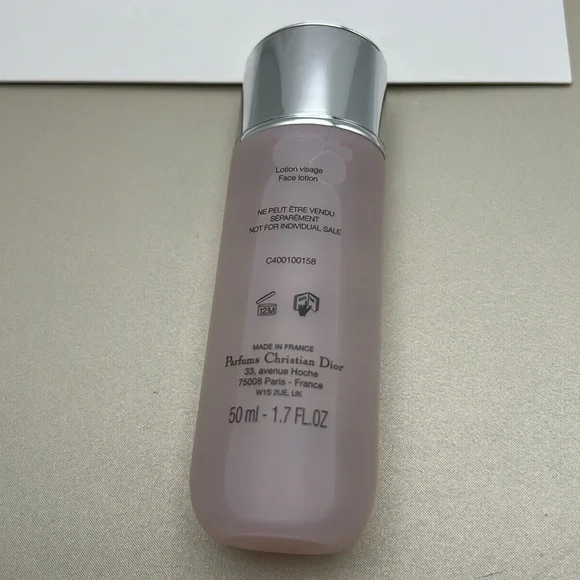 Lotion visage
Face lotion
NE PEUT ÊTRE VENDU
SÉPARÉMENT
NOT FOR INDIVIDUAL SALE
C400100158
12M
MADE IN FRANCE
Parfums Christian Dior
33, avenue Hoche
75008 Paris - France
W1S 2UE, UK
50 ml - 1.7 FL.OZ